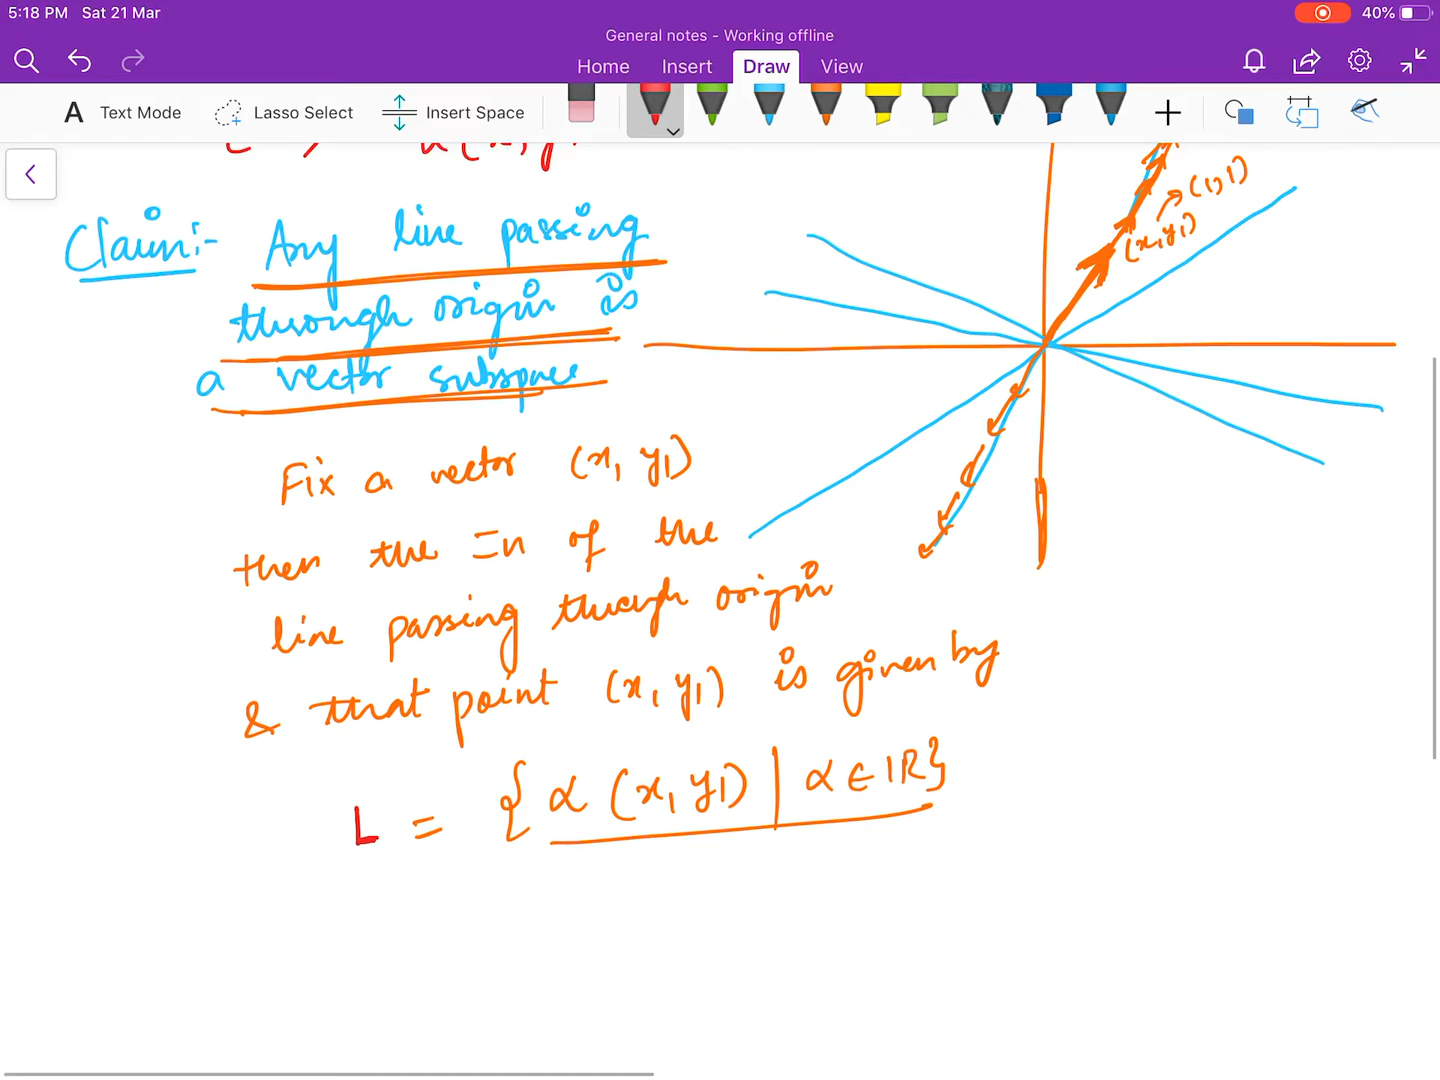 5:18 PM Sat 21 Mar
40%
General notes - Working offline
Home Insert Draw View
A Text Mode Lasso Select Insert Space
Claim:- Any line passing
through origin is
a vector subspace
(1,1)
(x1 y1)
Fix a vector (x1 y1)
then the =n of the
line passing through origin
& that point (x1 y1) is given by
L = { α (x1 y1) | α ∈ IR}